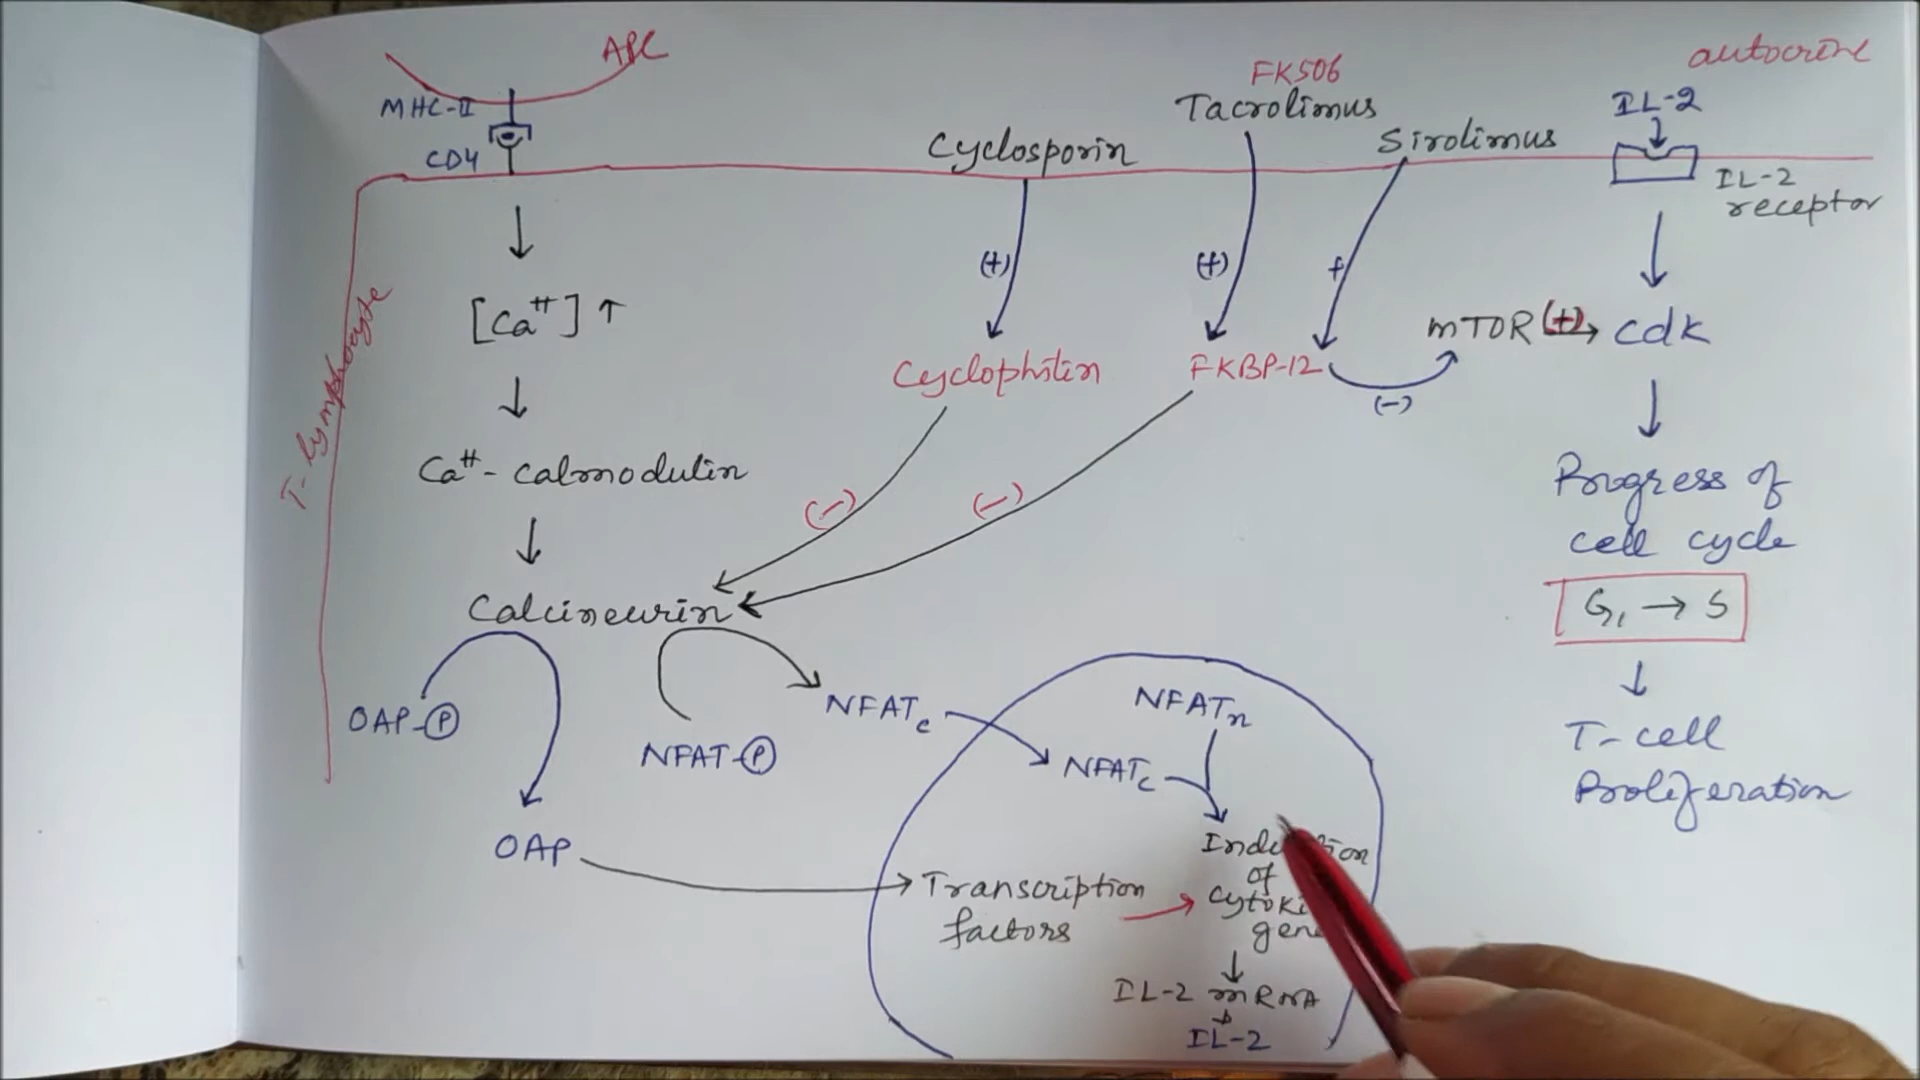 APC
MHC-II
CD4
T-lymphocyte
[Ca⁺⁺] ↑
Ca⁺⁺- calmodulin
Calcineurin
OAP-Ⓟ
OAP
NFAT-Ⓟ
NFATc
Cyclosporin
(+)
Cyclophilin
(-)
FK506
Tacrolimus
(+)
FKBP-12
(-)
Sirolimus
+
(-)
mTOR (+)→ cdk
autocrine
IL-2
IL-2
receptor
Progress of
cell cycle
G₁ → S
T-cell
Proliferation
NFATn
NFATc
Transcription
factors
of
IL-2 mRNA
IL-2